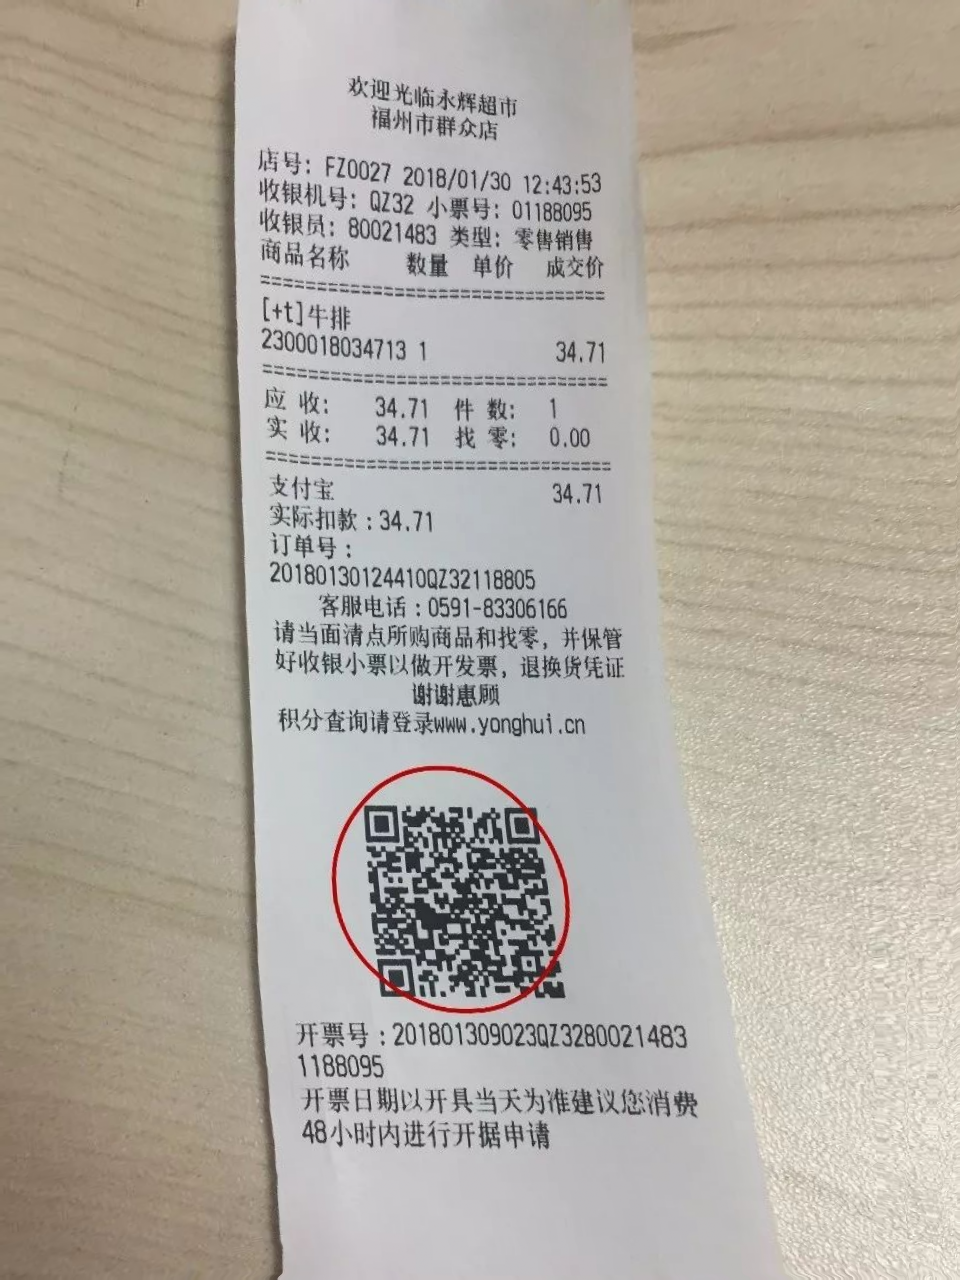 欢迎光临永辉超市
福州市群众店
店号: FZ0027 2018/01/30 12:43:53
收银机号: QZ32 小票号: 01188095
收银员: 80021483 类型: 零售销售
商品名称 数量 单价 成交价
================================
[+t]牛排
2300018034713 1 34.71
================================
应 收: 34.71 件 数: 1
实 收: 34.71 找 零: 0.00
================================
支付宝 34.71
实际扣款:34.71
订单号:
20180130124410QZ32118805
客服电话:0591-83306166
请当面清点所购商品和找零, 并保管
好收银小票以做开发票, 退换货凭证
谢谢惠顾
积分查询请登录www.yonghui.cn
开票号:201801309023QZ3280021483
1188095
开票日期以开具当天为准建议您消费
48小时内进行开据申请